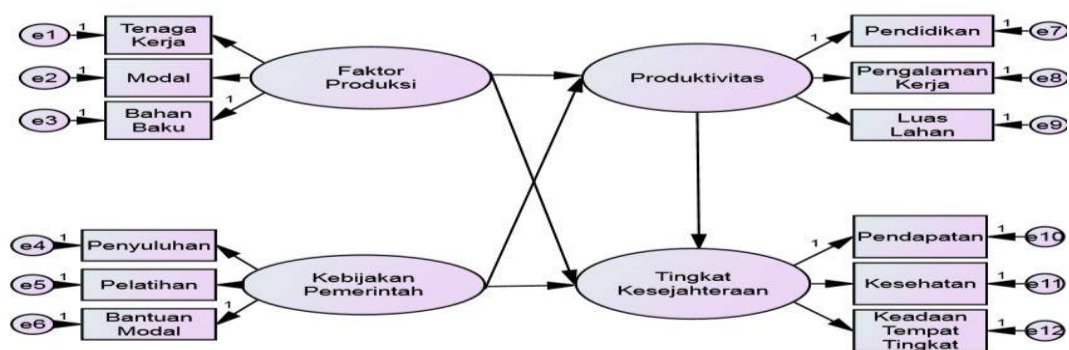 e1
1
Tenaga
Kerja
e2
1
Modal
e3
1
Bahan
Baku
1
Faktor
Produksi
Produktivitas
1
Pendidikan
1
e7
Pengalaman
Kerja
1
e8
Luas
Lahan
1
e9
e4
1
Penyuluhan
e5
1
Pelatihan
e6
1
Bantuan
Modal
1
Kebijakan
Pemerintah
Tingkat
Kesejahteraan
1
Pendapatan
1
e10
Kesehatan
1
e11
Keadaan
Tempat
Tingkat
1
e12